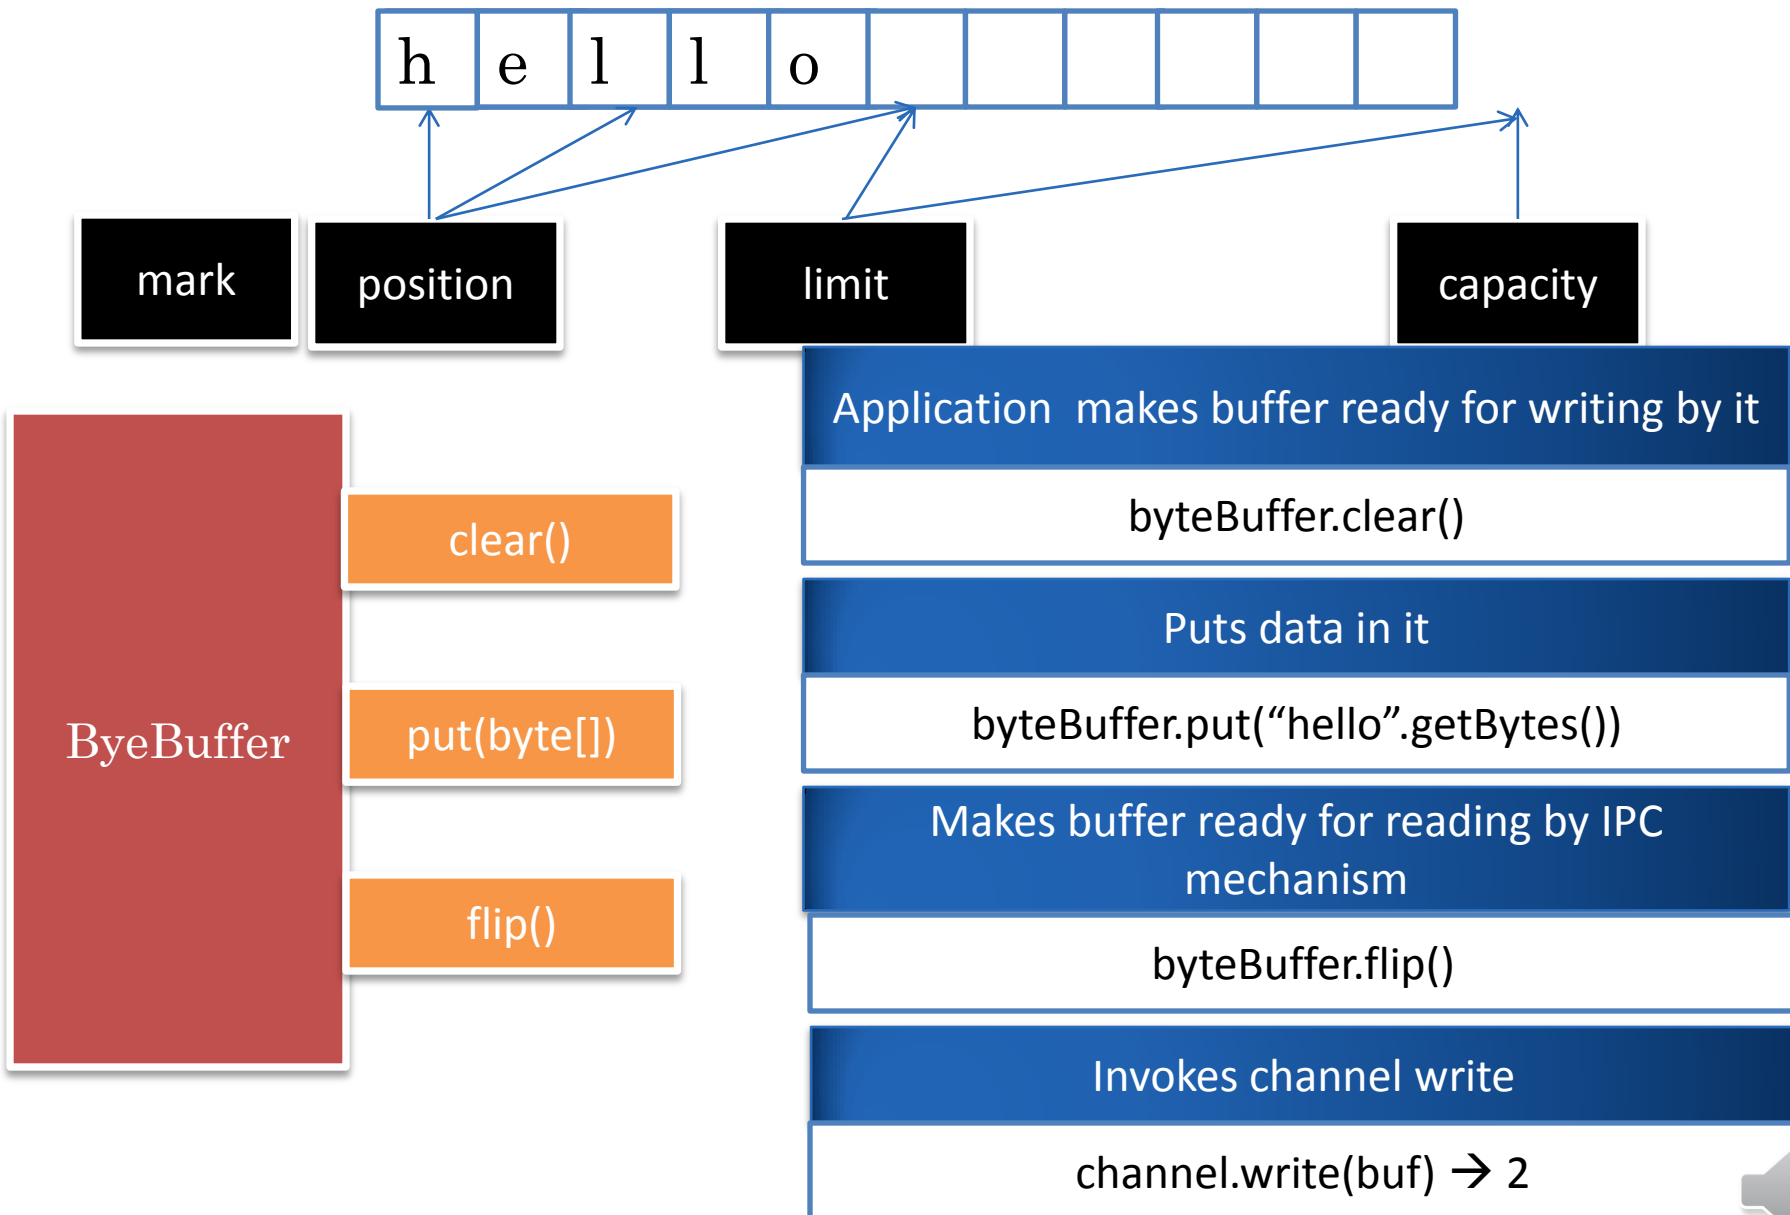 h e l l o
mark
position
limit
capacity
Application makes buffer ready for writing by it
byteBuffer.clear()
Puts data in it
byteBuffer.put(“hello”.getBytes())
Makes buffer ready for reading by IPC
mechanism
byteBuffer.flip()
Invokes channel write
channel.write(buf) → 2
ByeBuffer
clear()
put(byte[])
flip()